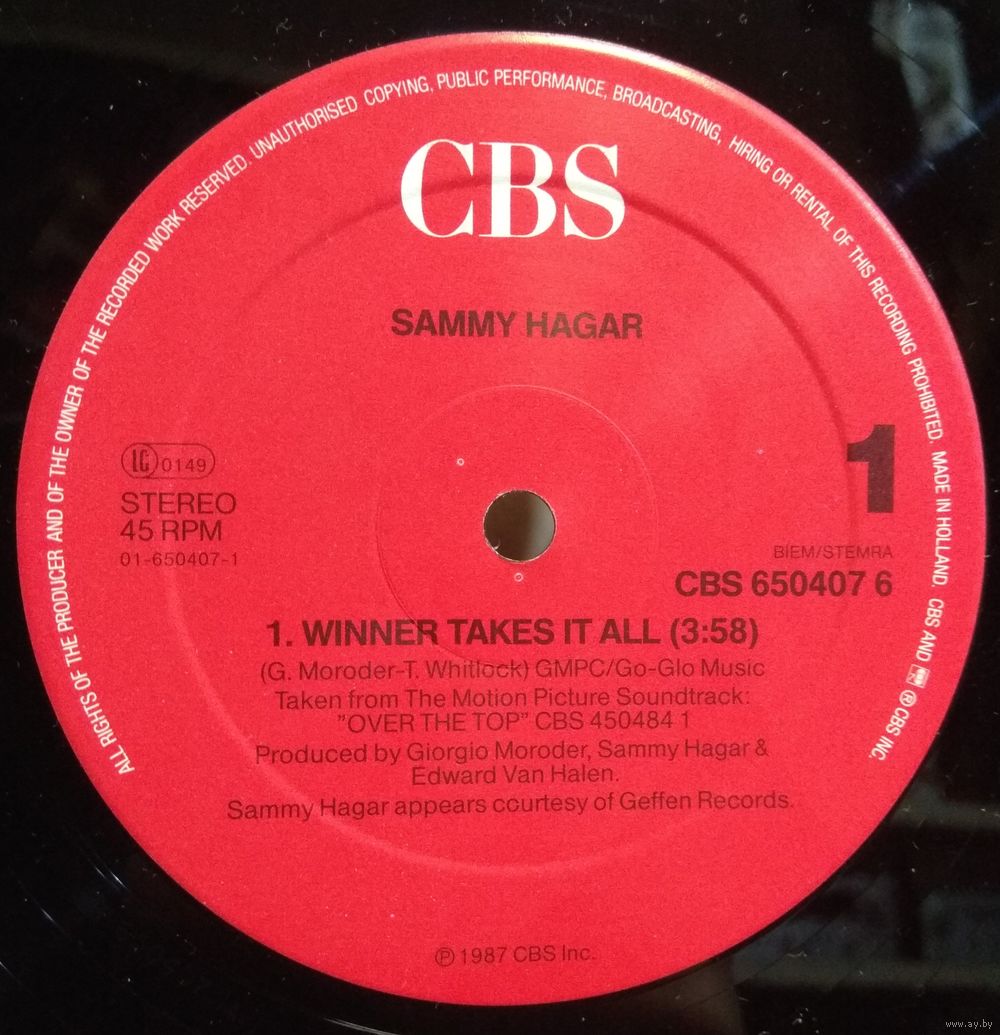 ALL RIGHTS OF THE PRODUCER AND OF THE OWNER OF THE RECORDED WORK RESERVED. UNAUTHORISED COPYING, PUBLIC PERFORMANCE, BROADCASTING, HIRING OR RENTAL OF THIS RECORDING PROHIBITED. MADE IN HOLLAND. CBS AND ® CBS INC
CBS
SAMMY HAGAR
1
LC 0149
STEREO
45 RPM
01-650407-1
BIEM/STEMRA
CBS 650407 6
1. WINNER TAKES IT ALL (3:58)
(G. Moroder-T. Whitlock) GMPC/Go-Glo Music
Taken from The Motion Picture Soundtrack:
"OVER THE TOP" CBS 450484 1
Produced by Giorgio Moroder, Sammy Hagar &
Edward Van Halen.
Sammy Hagar appears courtesy of Geffen Records.
℗ 1987 CBS Inc.
www.ay.by